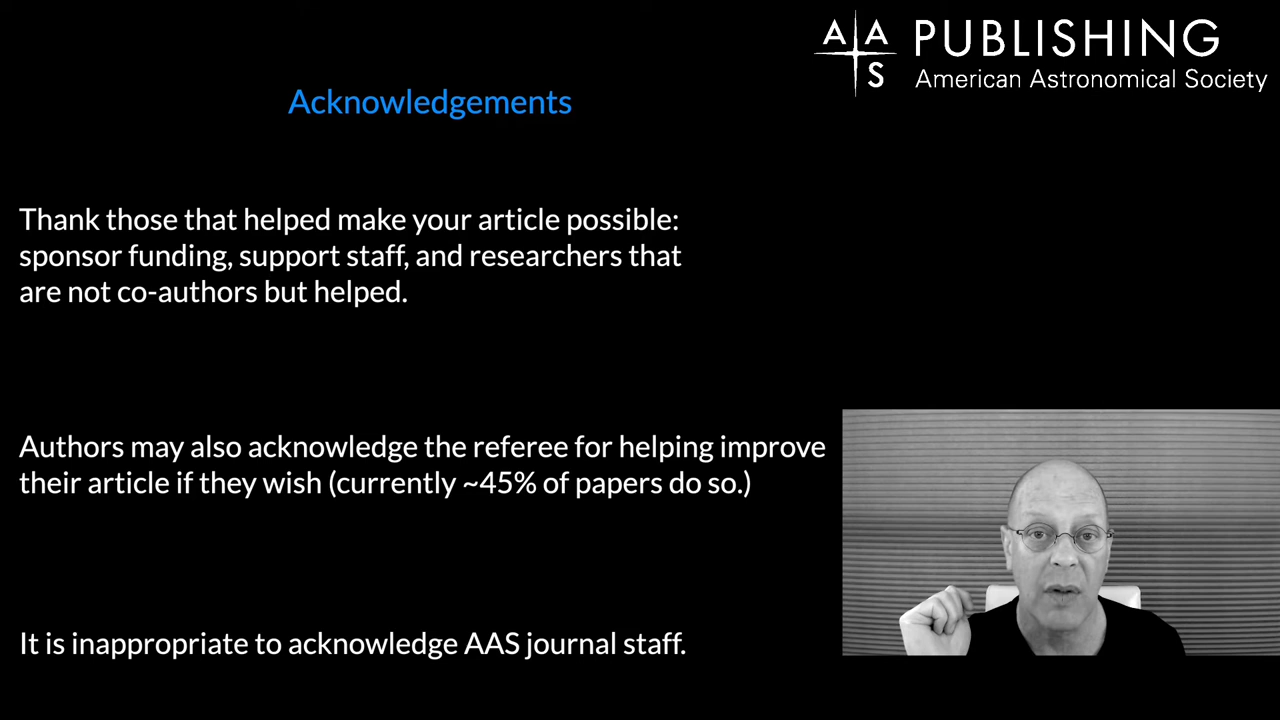 A A
S
PUBLISHING
American Astronomical Society
Acknowledgements
Thank those that helped make your article possible:
sponsor funding, support staff, and researchers that
are not co-authors but helped.
Authors may also acknowledge the referee for helping improve
their article if they wish (currently ~45% of papers do so.)
It is inappropriate to acknowledge AAS journal staff.